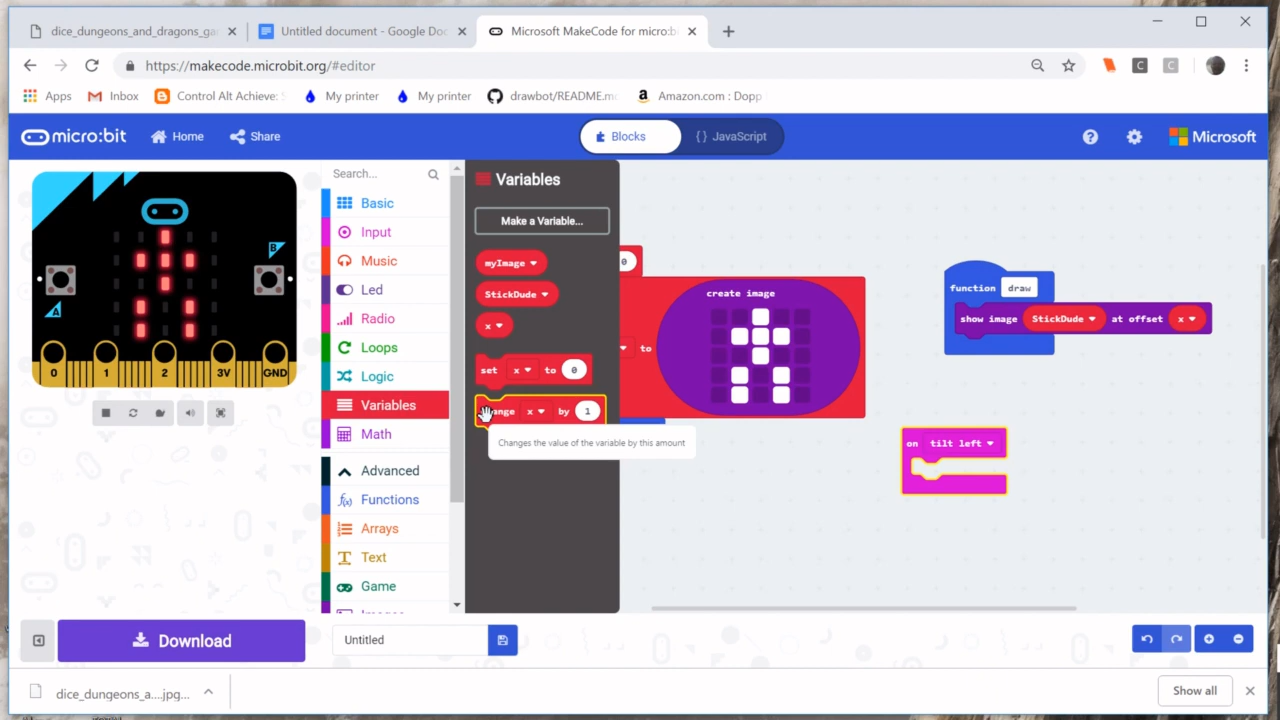 dice_dungeons_and_dragons_ga
Untitled document - Google Doc
Microsoft MakeCode for micro:bi
https://makecode.microbit.org/#editor
Apps
Inbox
Control Alt Achieve:
My printer
My printer
drawbot/README.m
Amazon.com : Dopp
micro:bit
Home
Share
Blocks
{ } JavaScript
Microsoft
A
B
0
1
2
3V
GND
Search...
Basic
Input
Music
Led
Radio
Loops
Logic
Variables
Math
Advanced
Functions
Arrays
Text
Game
Variables
Make a Variable...
myImage
StickDude
x
set x to 0
change x by 1
Changes the value of the variable by this amount
0
to
create image
function draw
show image StickDude at offset x
on tilt left
Download
Untitled
dice_dungeons_a....jpg...
Show all